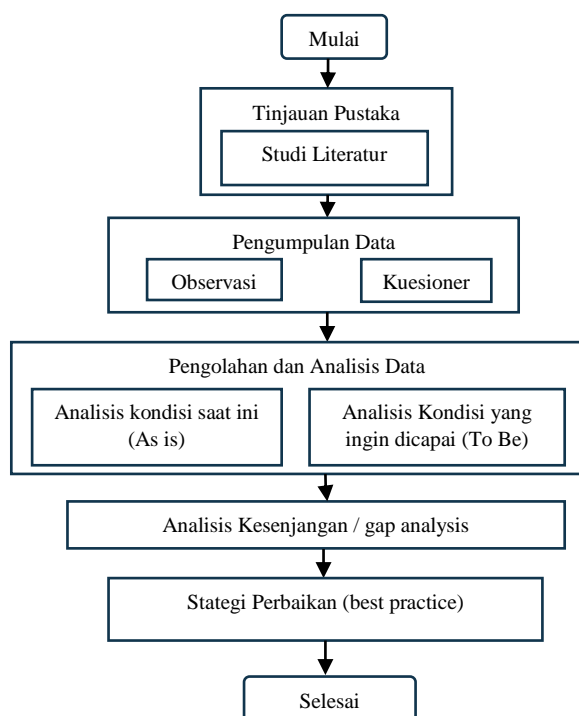 Mulai
Tinjauan Pustaka
Studi Literatur
Pengumpulan Data
Observasi
Kuesioner
Pengolahan dan Analisis Data
Analisis kondisi saat ini
(As is)
Analisis Kondisi yang
ingin dicapai (To Be)
Analisis Kesenjangan / gap analysis
Stategi Perbaikan (best practice)
Selesai